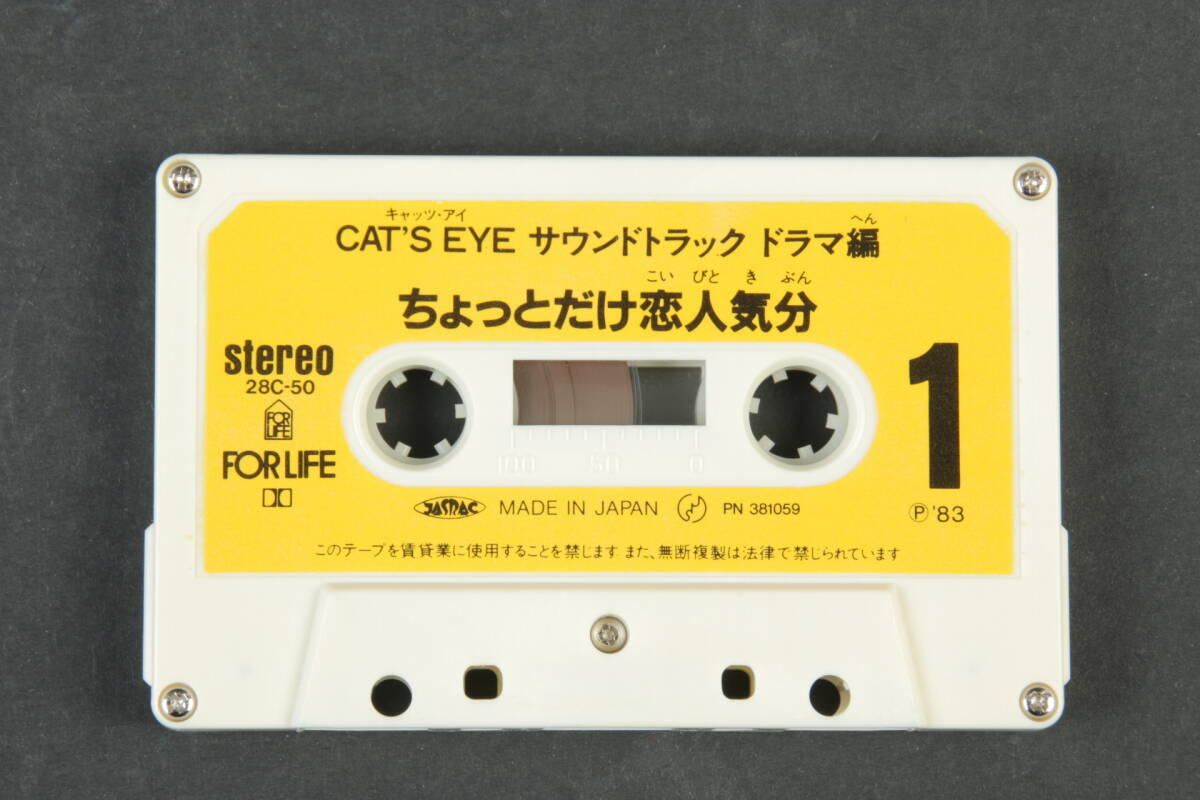 キャッツ・アイ
へん
CAT'S EYE サウンドトラック ドラマ編
こい びと き ぶん
ちょっとだけ恋人気分
stereo
28C-50
FOR
LIFE
FOR LIFE
1
100 50 0
JASRAC MADE IN JAPAN PN 381059
Ⓟ'83
このテープを賃貸業に使用することを禁じます また、無断複製は法律で禁じられています